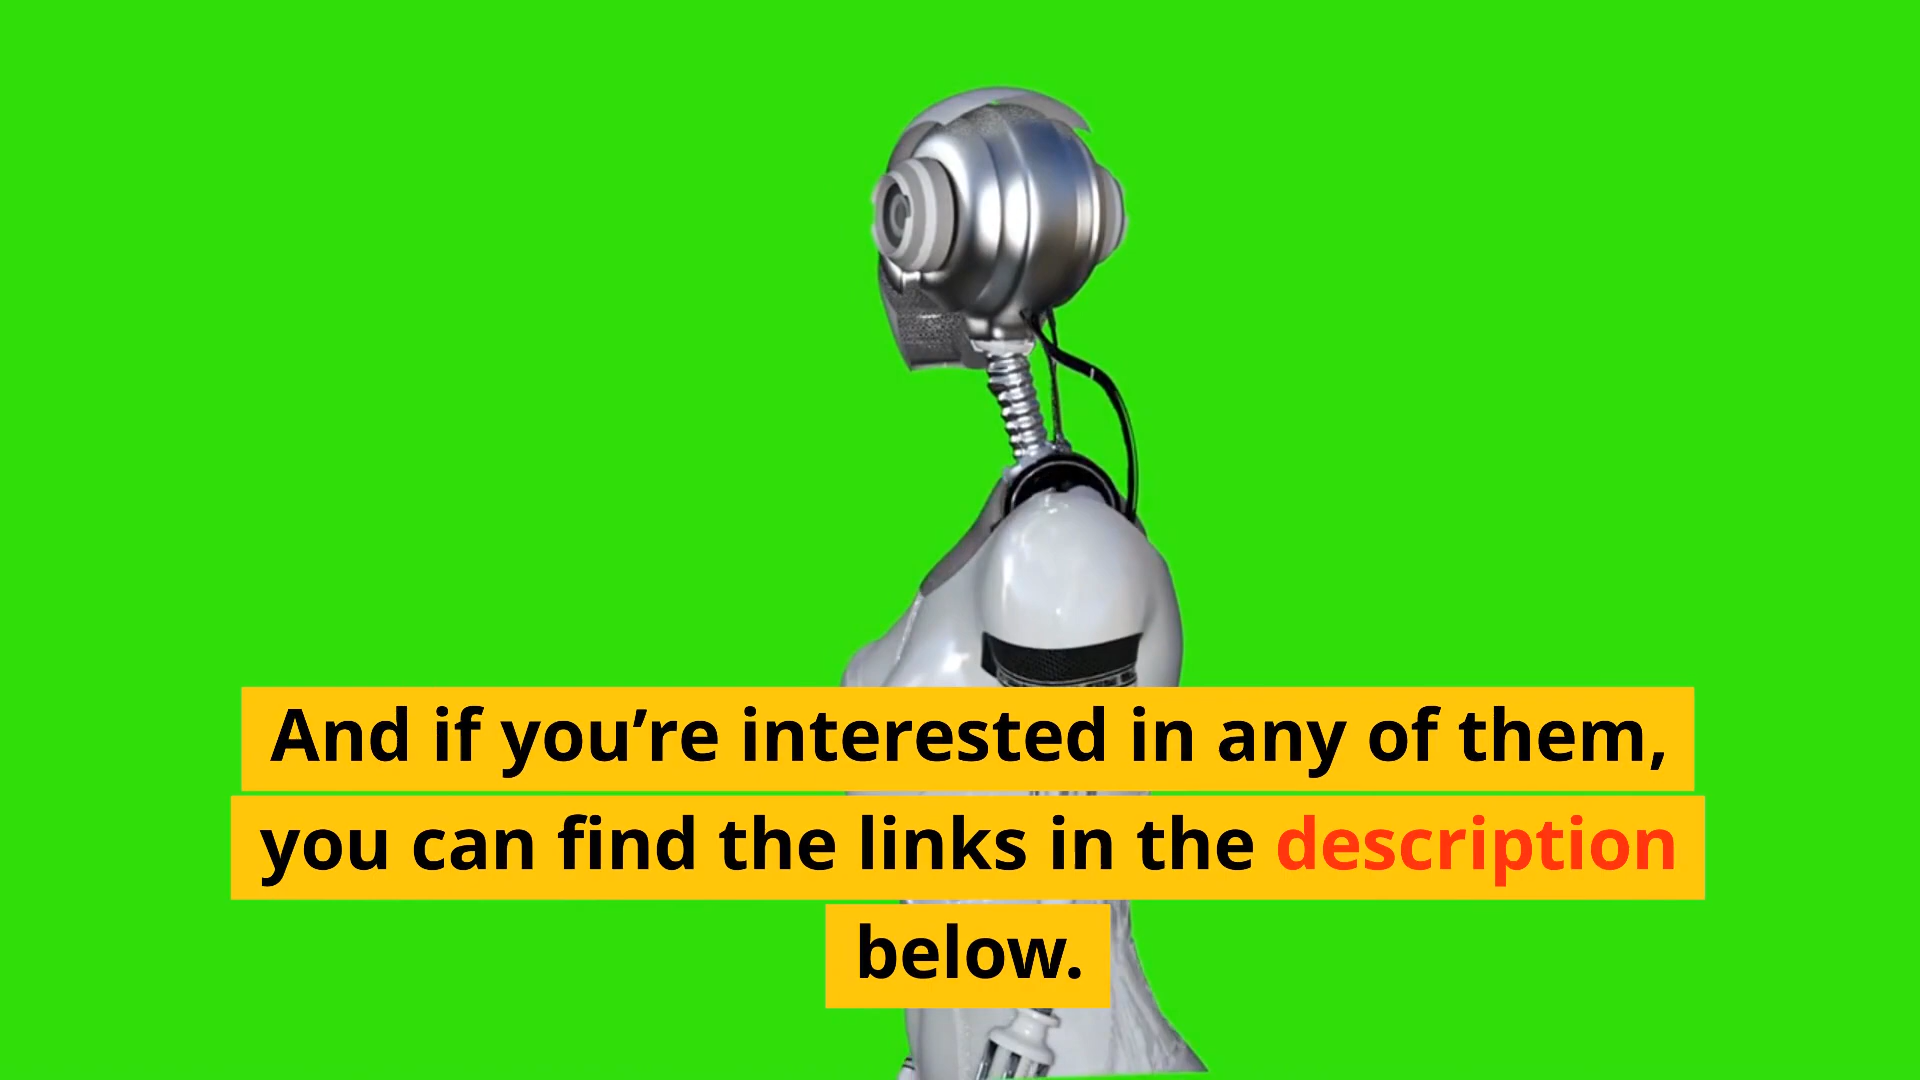 And if you’re interested in any of them,
you can find the links in the description
below.